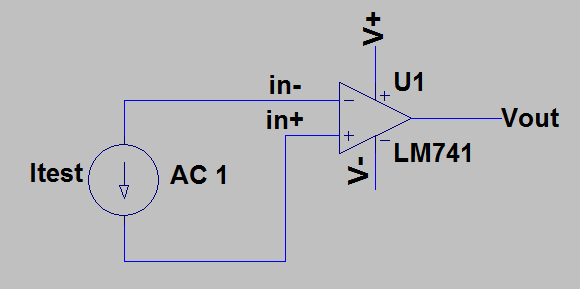 V+
in-
U1
in+
Vout
Itest
AC 1
V-
LM741